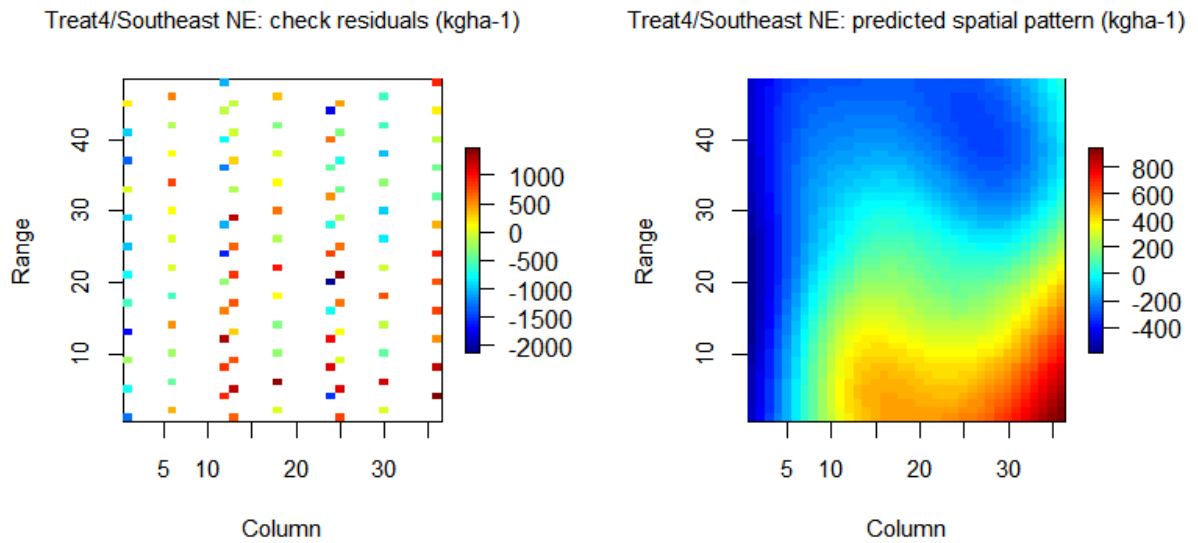 Treat4/Southeast NE: check residuals (kgha-1)
Range
40
30
20
10
5 10 20 30
Column
1000
500
0
-500
-1000
-1500
-2000
Treat4/Southeast NE: predicted spatial pattern (kgha-1)
Range
40
30
20
10
5 10 20 30
Column
800
600
400
200
0
-200
-400